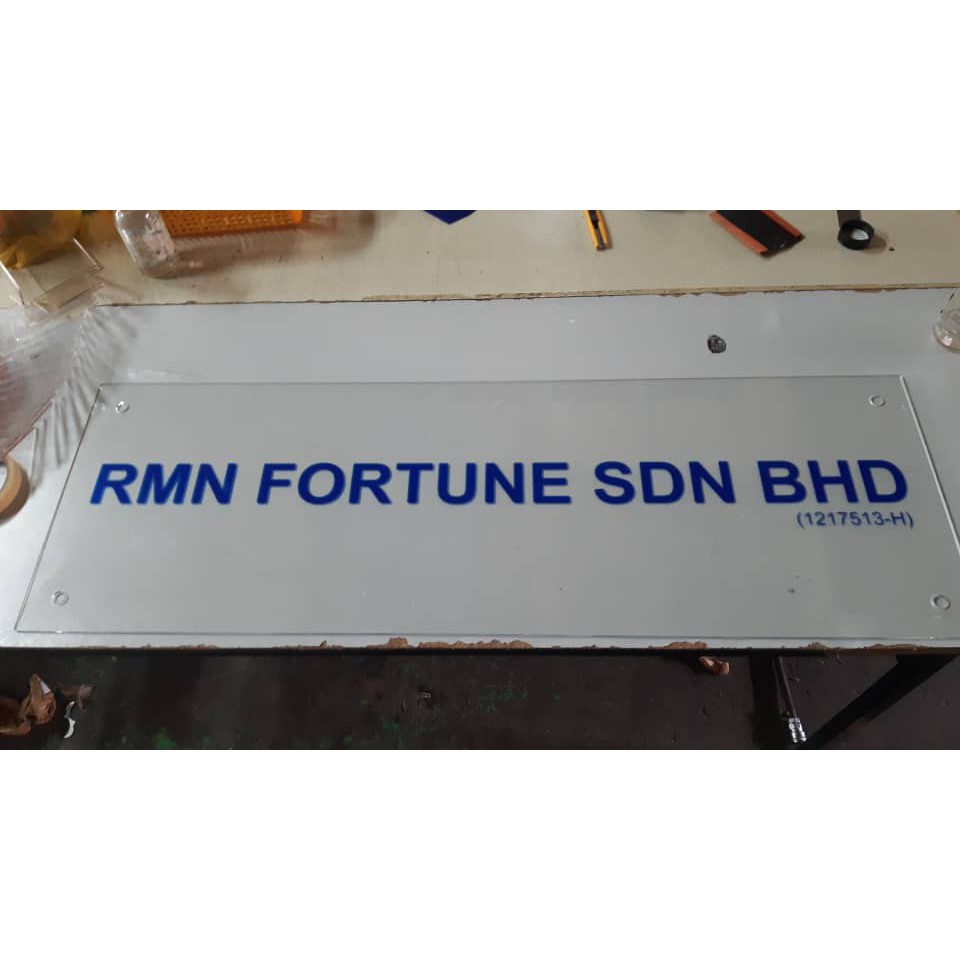 RMN FORTUNE SDN BHD
(1217513-H)